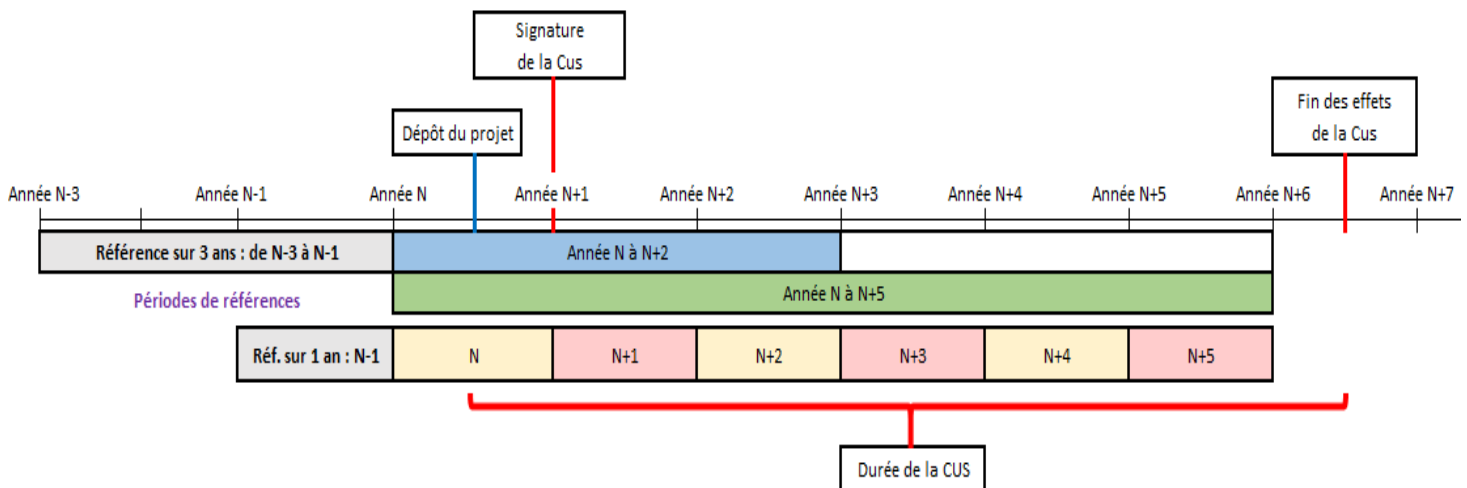 Signature
de la Cus
Fin des effets
de la Cus
Dépôt du projet
Année N-3
Année N-1
Année N
Année N+1
Année N+2
Année N+3
Année N+4
Année N+5
Année N+6
Année N+7
Référence sur 3 ans : de N-3 à N-1
Année N à N+2
Périodes de références
Année N à N+5
Réf. sur 1 an : N-1
N
N+1
N+2
N+3
N+4
N+5
Durée de la CUS